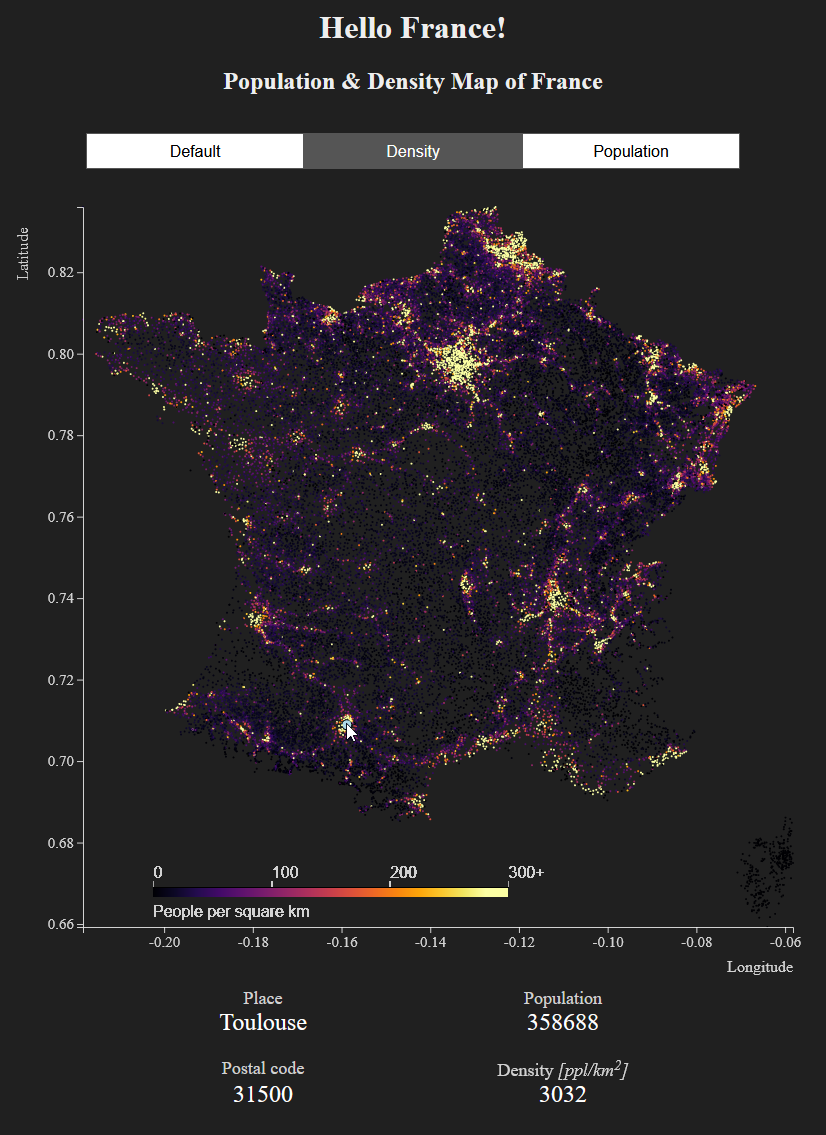 Hello France!
Population & Density Map of France
Default Density Population
Latitude
0.82
0.80
0.78
0.76
0.74
0.72
0.70
0.68
0.66
0 100 200 300+
People per square km
-0.20 -0.18 -0.16 -0.14 -0.12 -0.10 -0.08 -0.06
Longitude
Place Population
Toulouse 358688
Postal code Density [ppl/km²]
31500 3032